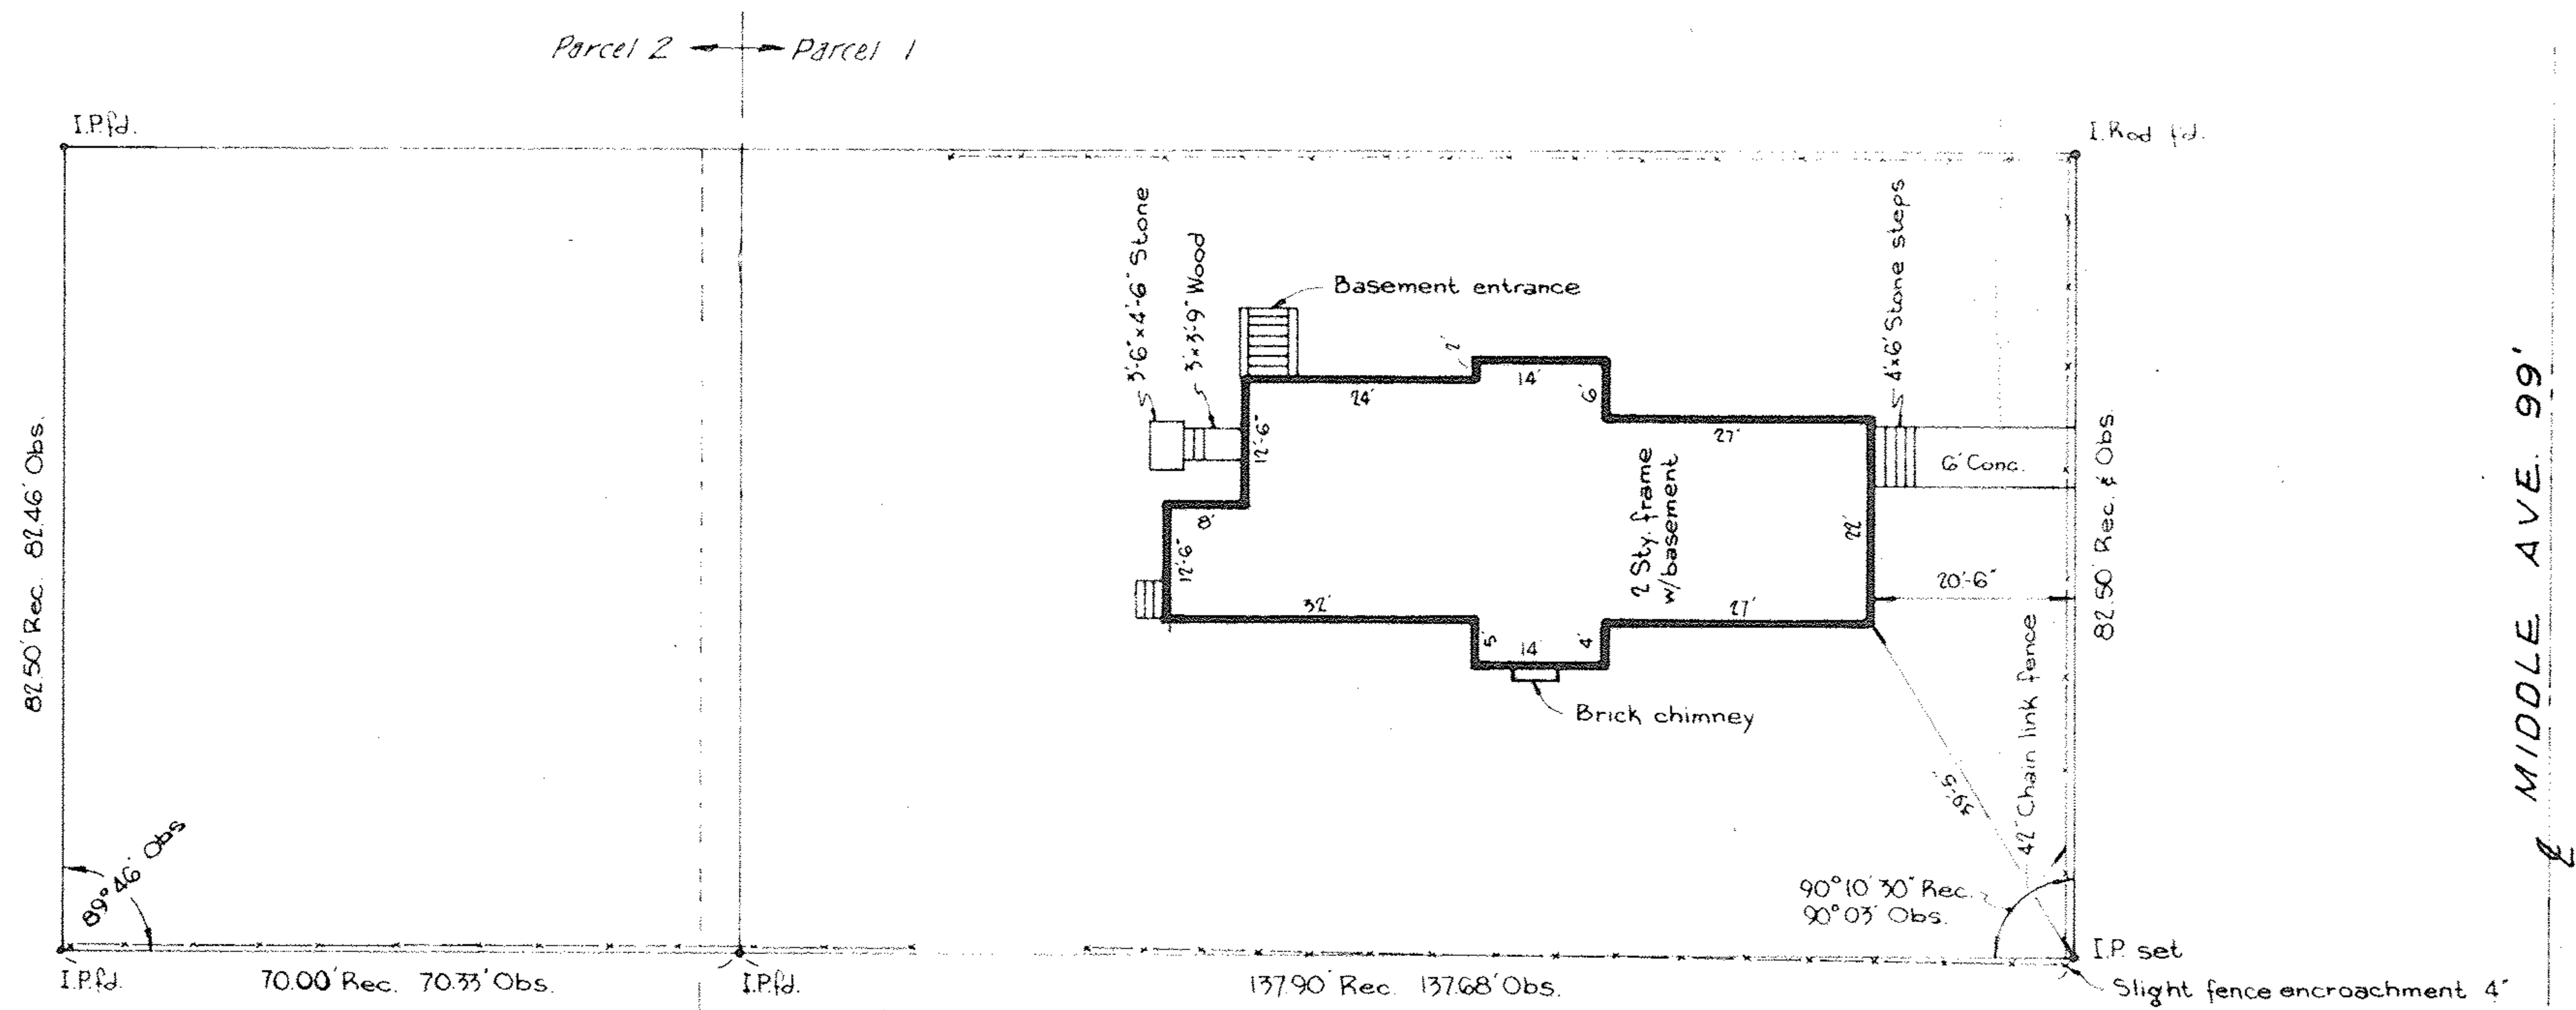 Parcel 2
Parcel 1
I.P.fd.
I.Rod fd.
3'-6"×4'-6" Stone
3'×3'-9" Wood
Basement entrance
4'×6' Stone steps
2'
14'
6'
24'
27'
12'-6"
8'
12'-6"
32'
5'
14'
4'
27'
22'
2 Sty. frame
w/basement
6' Conc.
20'-6"
82.50' Rec. 82.46' Obs.
82.50' Rec. & Obs.
MIDDLE AVE. 99'
Brick chimney
39'-5"
42" Chain link fence
89°46' Obs
90°10'30" Rec.
90°03' Obs.
I.P. set
I.P.fd.
70.00' Rec. 70.33' Obs.
I.P.fd.
137.90' Rec. 137.68' Obs.
Slight fence encroachment 4"